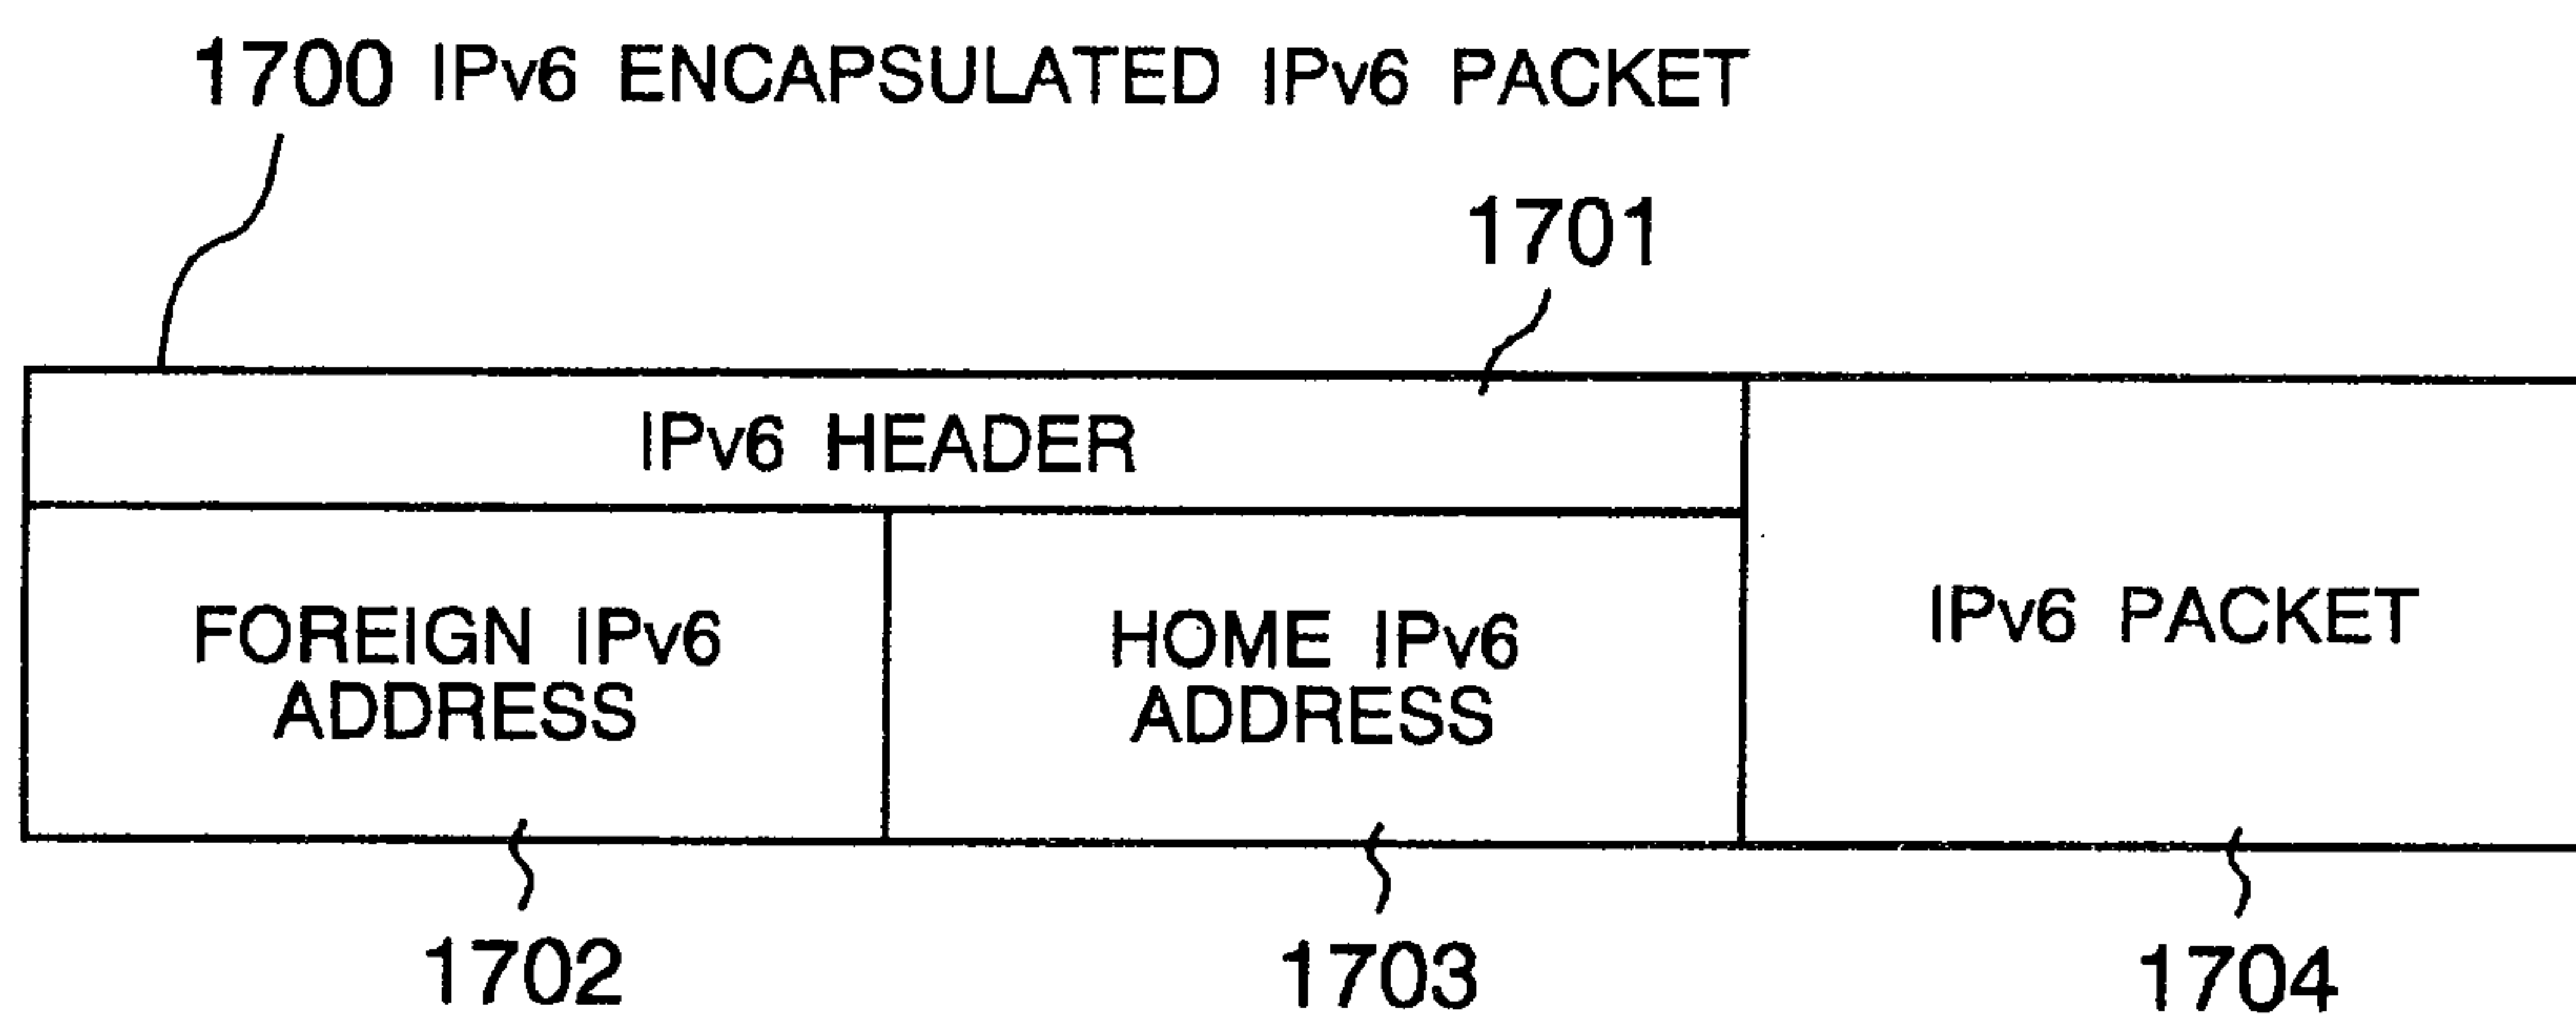 1700 IPv6 ENCAPSULATED IPv6 PACKET
1701
IPv6 HEADER
FOREIGN IPv6
ADDRESS
HOME IPv6
ADDRESS
IPv6 PACKET
1702
1703
1704